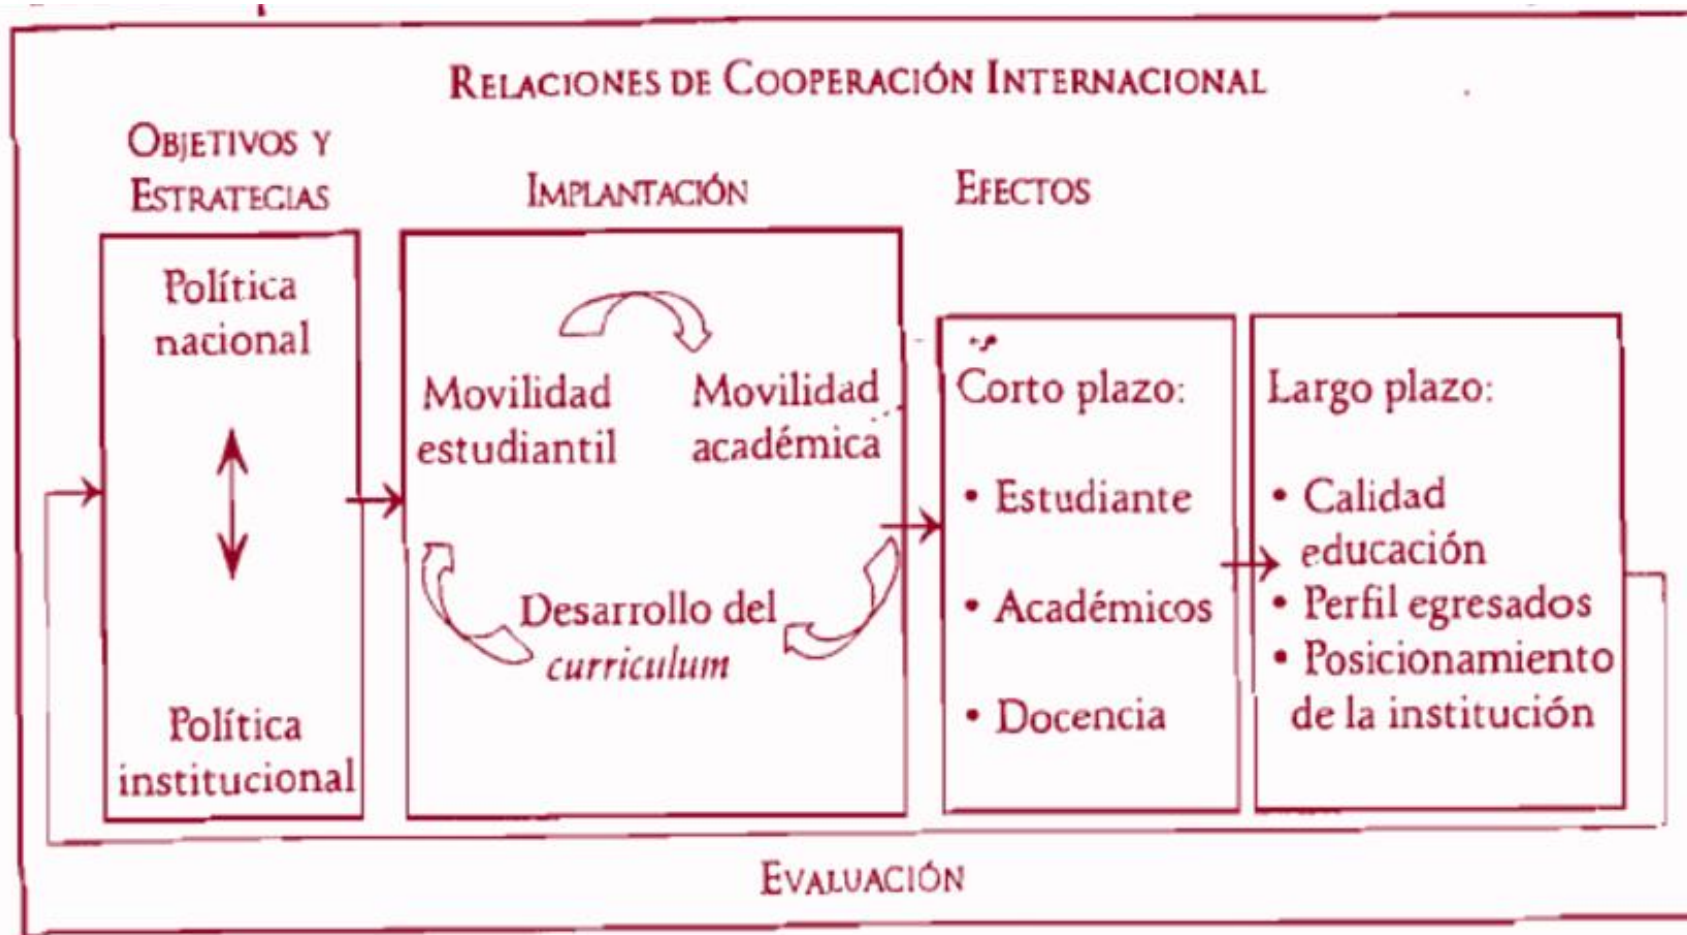 RELACIONES DE COOPERACIÓN INTERNACIONAL
OBJETIVOS Y
ESTRATEGIAS
IMPLANTACIÓN
EFECTOS
Política
nacional
Política
institucional
Movilidad
estudiantil
Movilidad
académica
Desarrollo del
curriculum
Corto plazo:
• Estudiante
• Académicos
• Docencia
Largo plazo:
• Calidad
educación
• Perfil egresados
• Posicionamiento
de la institución
EVALUACIÓN